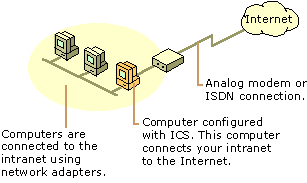 Internet
Analog modem or
ISDN connection.
Computer configured
with ICS. This computer
connects your intranet
to the Internet.
Computers are
connected to the
intranet using
network adapters.